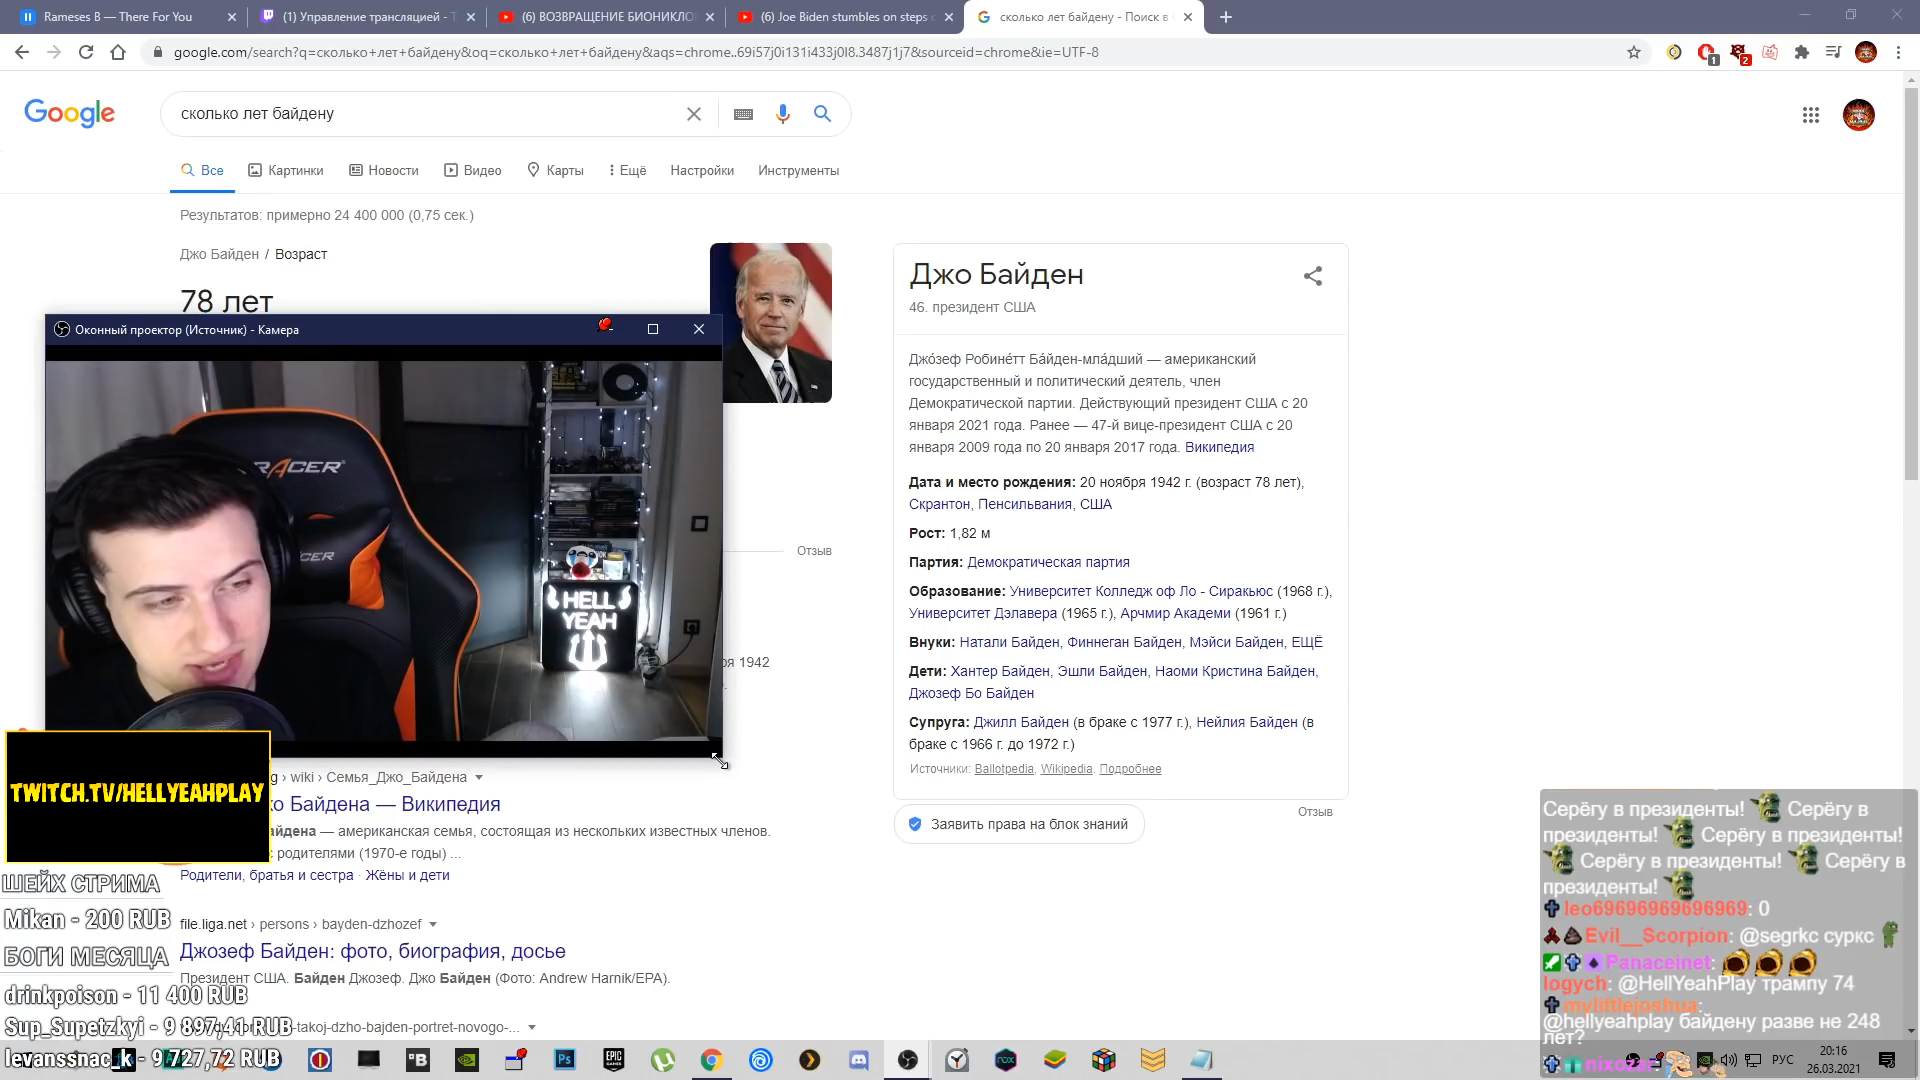 Rameses B — There For You
(1) Управление трансляцией - T
(6) ВОЗВРАЩЕНИЕ БИОНИКЛО
(6) Joe Biden stumbles on steps
сколько лет байдену - Поиск в
google.com/search?q=сколько+лет+байдену&oq=сколько+лет+байдену&aqs=chrome..69i57j0i131i433j0l8.3487j1j7&sourceid=chrome&ie=UTF-8
1
2
Google
сколько лет байдену
Все
Картинки
Новости
Видео
Карты
Ещё
Настройки
Инструменты
Результатов: примерно 24 400 000 (0,75 сек.)
Джо Байден / Возраст
78 лет
Оконный проектор (Источник) - Камера
RACER
HELL
YEAH
Отзыв
1942
TWITCH.TV/HELLYEAHPLAY
g › wiki › Семья_Джо_Байдена
о Байдена — Википедия
айдена — американская семья, состоящая из нескольких известных членов.
с родителями (1970-е годы) ...
Родители, братья и сестра · Жёны и дети
file.liga.net › persons › bayden-dzhozef
Джозеф Байден: фото, биография, досье
Президент США. Байден Джозеф. Джо Байден (Фото: Andrew Harnik/EPA).
-takoj-dzho-bajden-portret-novogo-...
Джо Байден
46. президент США
Джо́зеф Робине́тт Ба́йден-мла́дший — американский
государственный и политический деятель, член
Демократической партии. Действующий президент США с 20
января 2021 года. Ранее — 47-й вице-президент США с 20
января 2009 года по 20 января 2017 года. Википедия
Дата и место рождения: 20 ноября 1942 г. (возраст 78 лет),
Скрантон, Пенсильвания, США
Рост: 1,82 м
Партия: Демократическая партия
Образование: Университет Колледж оф Ло - Сиракьюс (1968 г.),
Университет Дэлавера (1965 г.), Арчмир Академи (1961 г.)
Внуки: Натали Байден, Финнеган Байден, Мэйси Байден, ЕЩЁ
Дети: Хантер Байден, Эшли Байден, Наоми Кристина Байден,
Джозеф Бо Байден
Супруга: Джилл Байден (в браке с 1977 г.), Нейлия Байден (в
браке с 1966 г. до 1972 г.)
Источники: Ballotpedia, Wikipedia. Подробнее
Отзыв
Заявить права на блок знаний
ШЕЙХ СТРИМА
Mikan - 200 RUB
БОГИ МЕСЯЦА
drinkpoison - 11 400 RUB
Sup_Supetzkyi - 9 897,41 RUB
levanssnac_k - 9 727,72 RUB
Серёгу в президенты! Серёгу в
президенты! Серёгу в президенты!
Серёгу в президенты! Серёгу в
президенты!
leo69696969696969: 0
Evil__Scorpion: @segrkc суркс
Panaceinet:
logych: @HellYeahPlay трампу 74
mylittlejoshua:
@hellyeahplay байдену разве не 248
лет?
РУС
20:16
26.03.2021